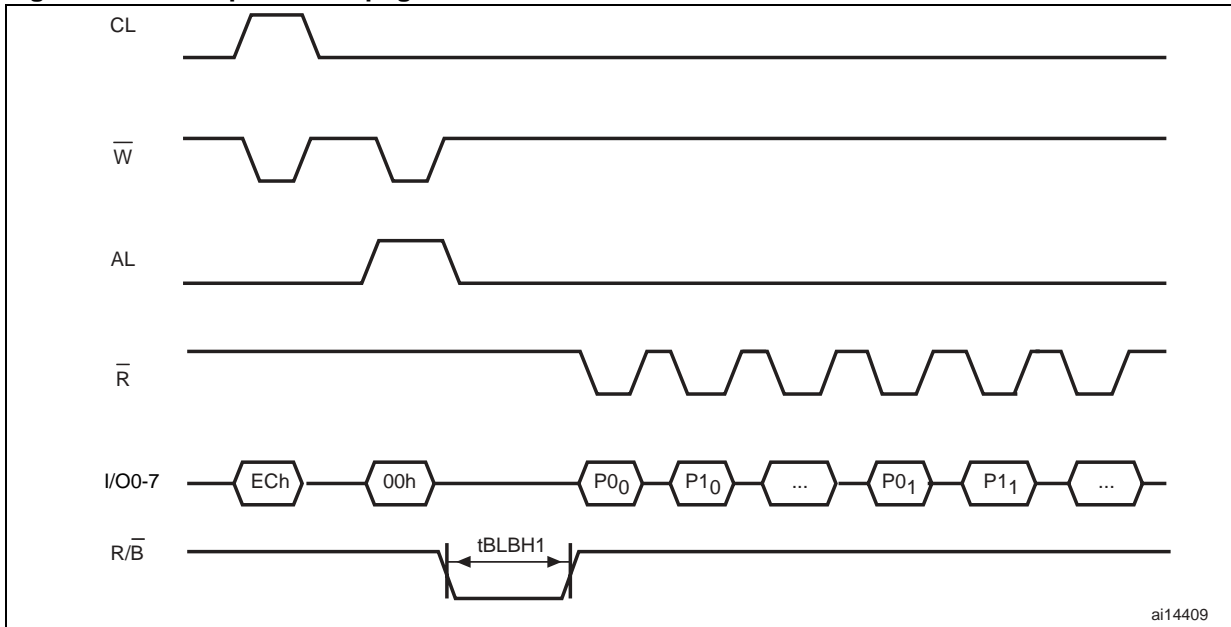 CL
W̅
AL
R̅
I/O0-7 ECh 00h P0₀ P1₀ ... P0₁ P1₁ ...
R/B̅ tBLBH1
ai14409